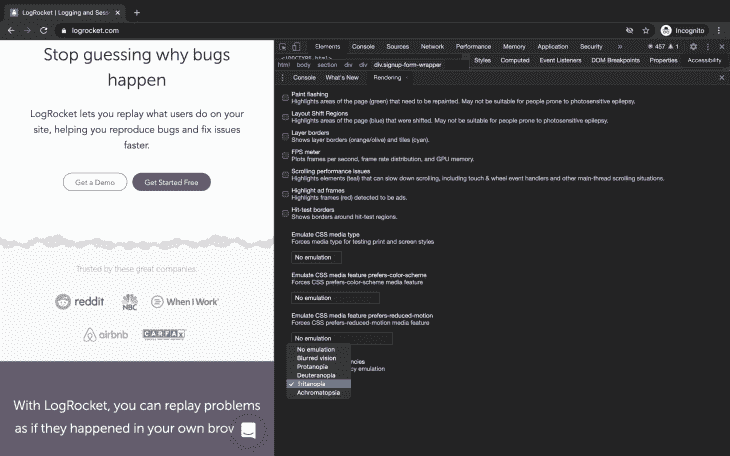 LogRocket | Logging and Sess
logrocket.com
Incognito
Stop guessing why bugs
happen
LogRocket lets you replay what users do on your
site, helping you reproduce bugs and fix issues
faster.
Get a Demo
Get Started Free
Trusted by these great companies
reddit
NBC
When I Work
airbnb
CARFAX
With LogRocket, you can replay problems
as if they happened in your own brow
Elements Console Sources Network Performance Memory Application Security » 457 1
<!DOCTYPE html>
html body section div div div.signup-form-wrapper
Styles Computed Event Listeners DOM Breakpoints Properties Accessibility
Console What's New Rendering
Paint flashing
Highlights areas of the page (green) that need to be repainted. May not be suitable for people prone to photosensitive epilepsy.
Layout Shift Regions
Highlights areas of the page (blue) that were shifted. May not be suitable for people prone to photosensitive epilepsy.
Layer borders
Shows layer borders (orange/olive) and tiles (cyan).
FPS meter
Plots frames per second, frame rate distribution, and GPU memory.
Scrolling performance issues
Highlights elements (teal) that can slow down scrolling, including touch & wheel event handlers and other main-thread scrolling situations.
Highlight ad frames
Highlights frames (red) detected to be ads.
Hit-test borders
Shows borders around hit-test regions.
Emulate CSS media type
Forces media type for testing print and screen styles
No emulation
Emulate CSS media feature prefers-color-scheme
Forces CSS prefers-color-scheme media feature
No emulation
Emulate CSS media feature prefers-reduced-motion
Forces CSS prefers-reduced-motion media feature
No emulation
ncies
cy emulation
No emulation
Blurred vision
Protanopia
Deuteranopia
✓ Tritanopia
Achromatopsia